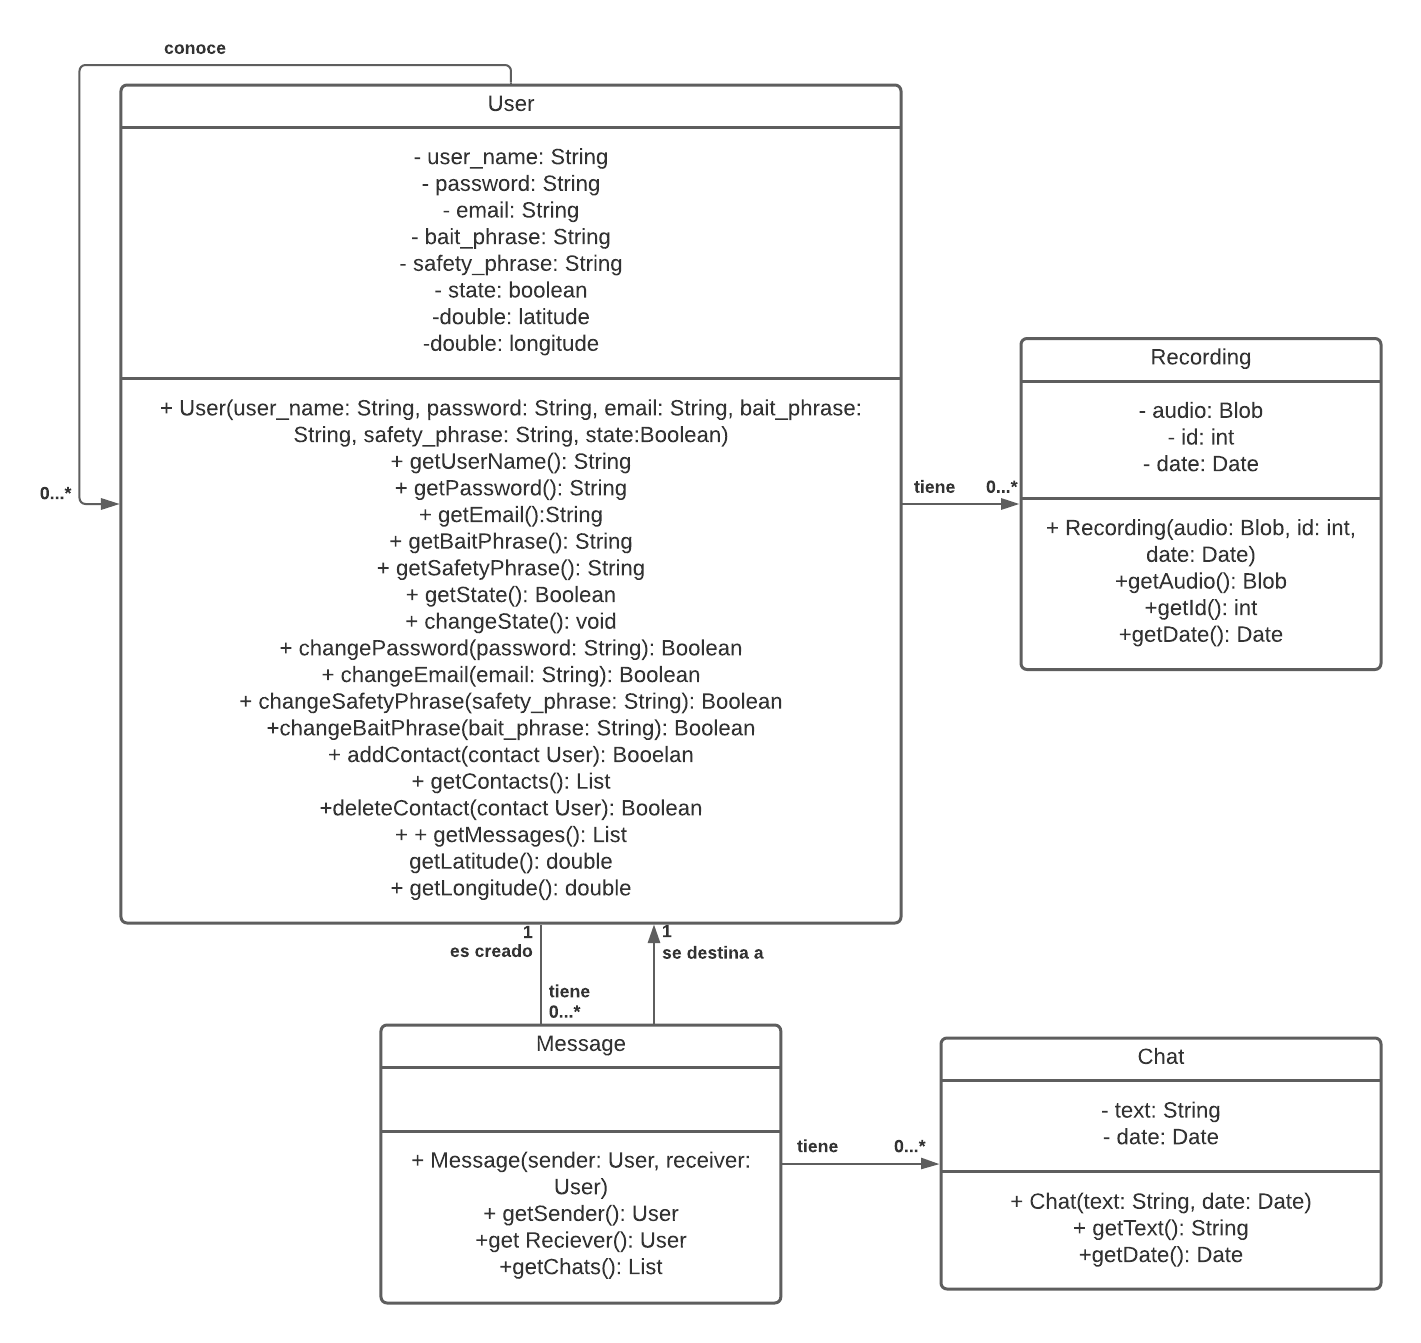 conoce
User
- user_name: String
- password: String
- email: String
- bait_phrase: String
- safety_phrase: String
- state: boolean
-double: latitude
-double: longitude
+ User(user_name: String, password: String, email: String, bait_phrase:
String, safety_phrase: String, state:Boolean)
+ getUserName(): String
+ getPassword(): String
+ getEmail():String
+ getBaitPhrase(): String
+ getSafetyPhrase(): String
+ getState(): Boolean
+ changeState(): void
+ changePassword(password: String): Boolean
+ changeEmail(email: String): Boolean
+ changeSafetyPhrase(safety_phrase: String): Boolean
+changeBaitPhrase(bait_phrase: String): Boolean
+ addContact(contact User): Booelan
+ getContacts(): List
+deleteContact(contact User): Boolean
+ + getMessages(): List
getLatitude(): double
+ getLongitude(): double
0...*
tiene
0...*
Recording
- audio: Blob
- id: int
- date: Date
+ Recording(audio: Blob, id: int,
date: Date)
+getAudio(): Blob
+getId(): int
+getDate(): Date
1
es creado
1
se destina a
tiene
0...*
Message
+ Message(sender: User, receiver:
User)
+ getSender(): User
+get Reciever(): User
+getChats(): List
tiene
0...*
Chat
- text: String
- date: Date
+ Chat(text: String, date: Date)
+ getText(): String
+getDate(): Date